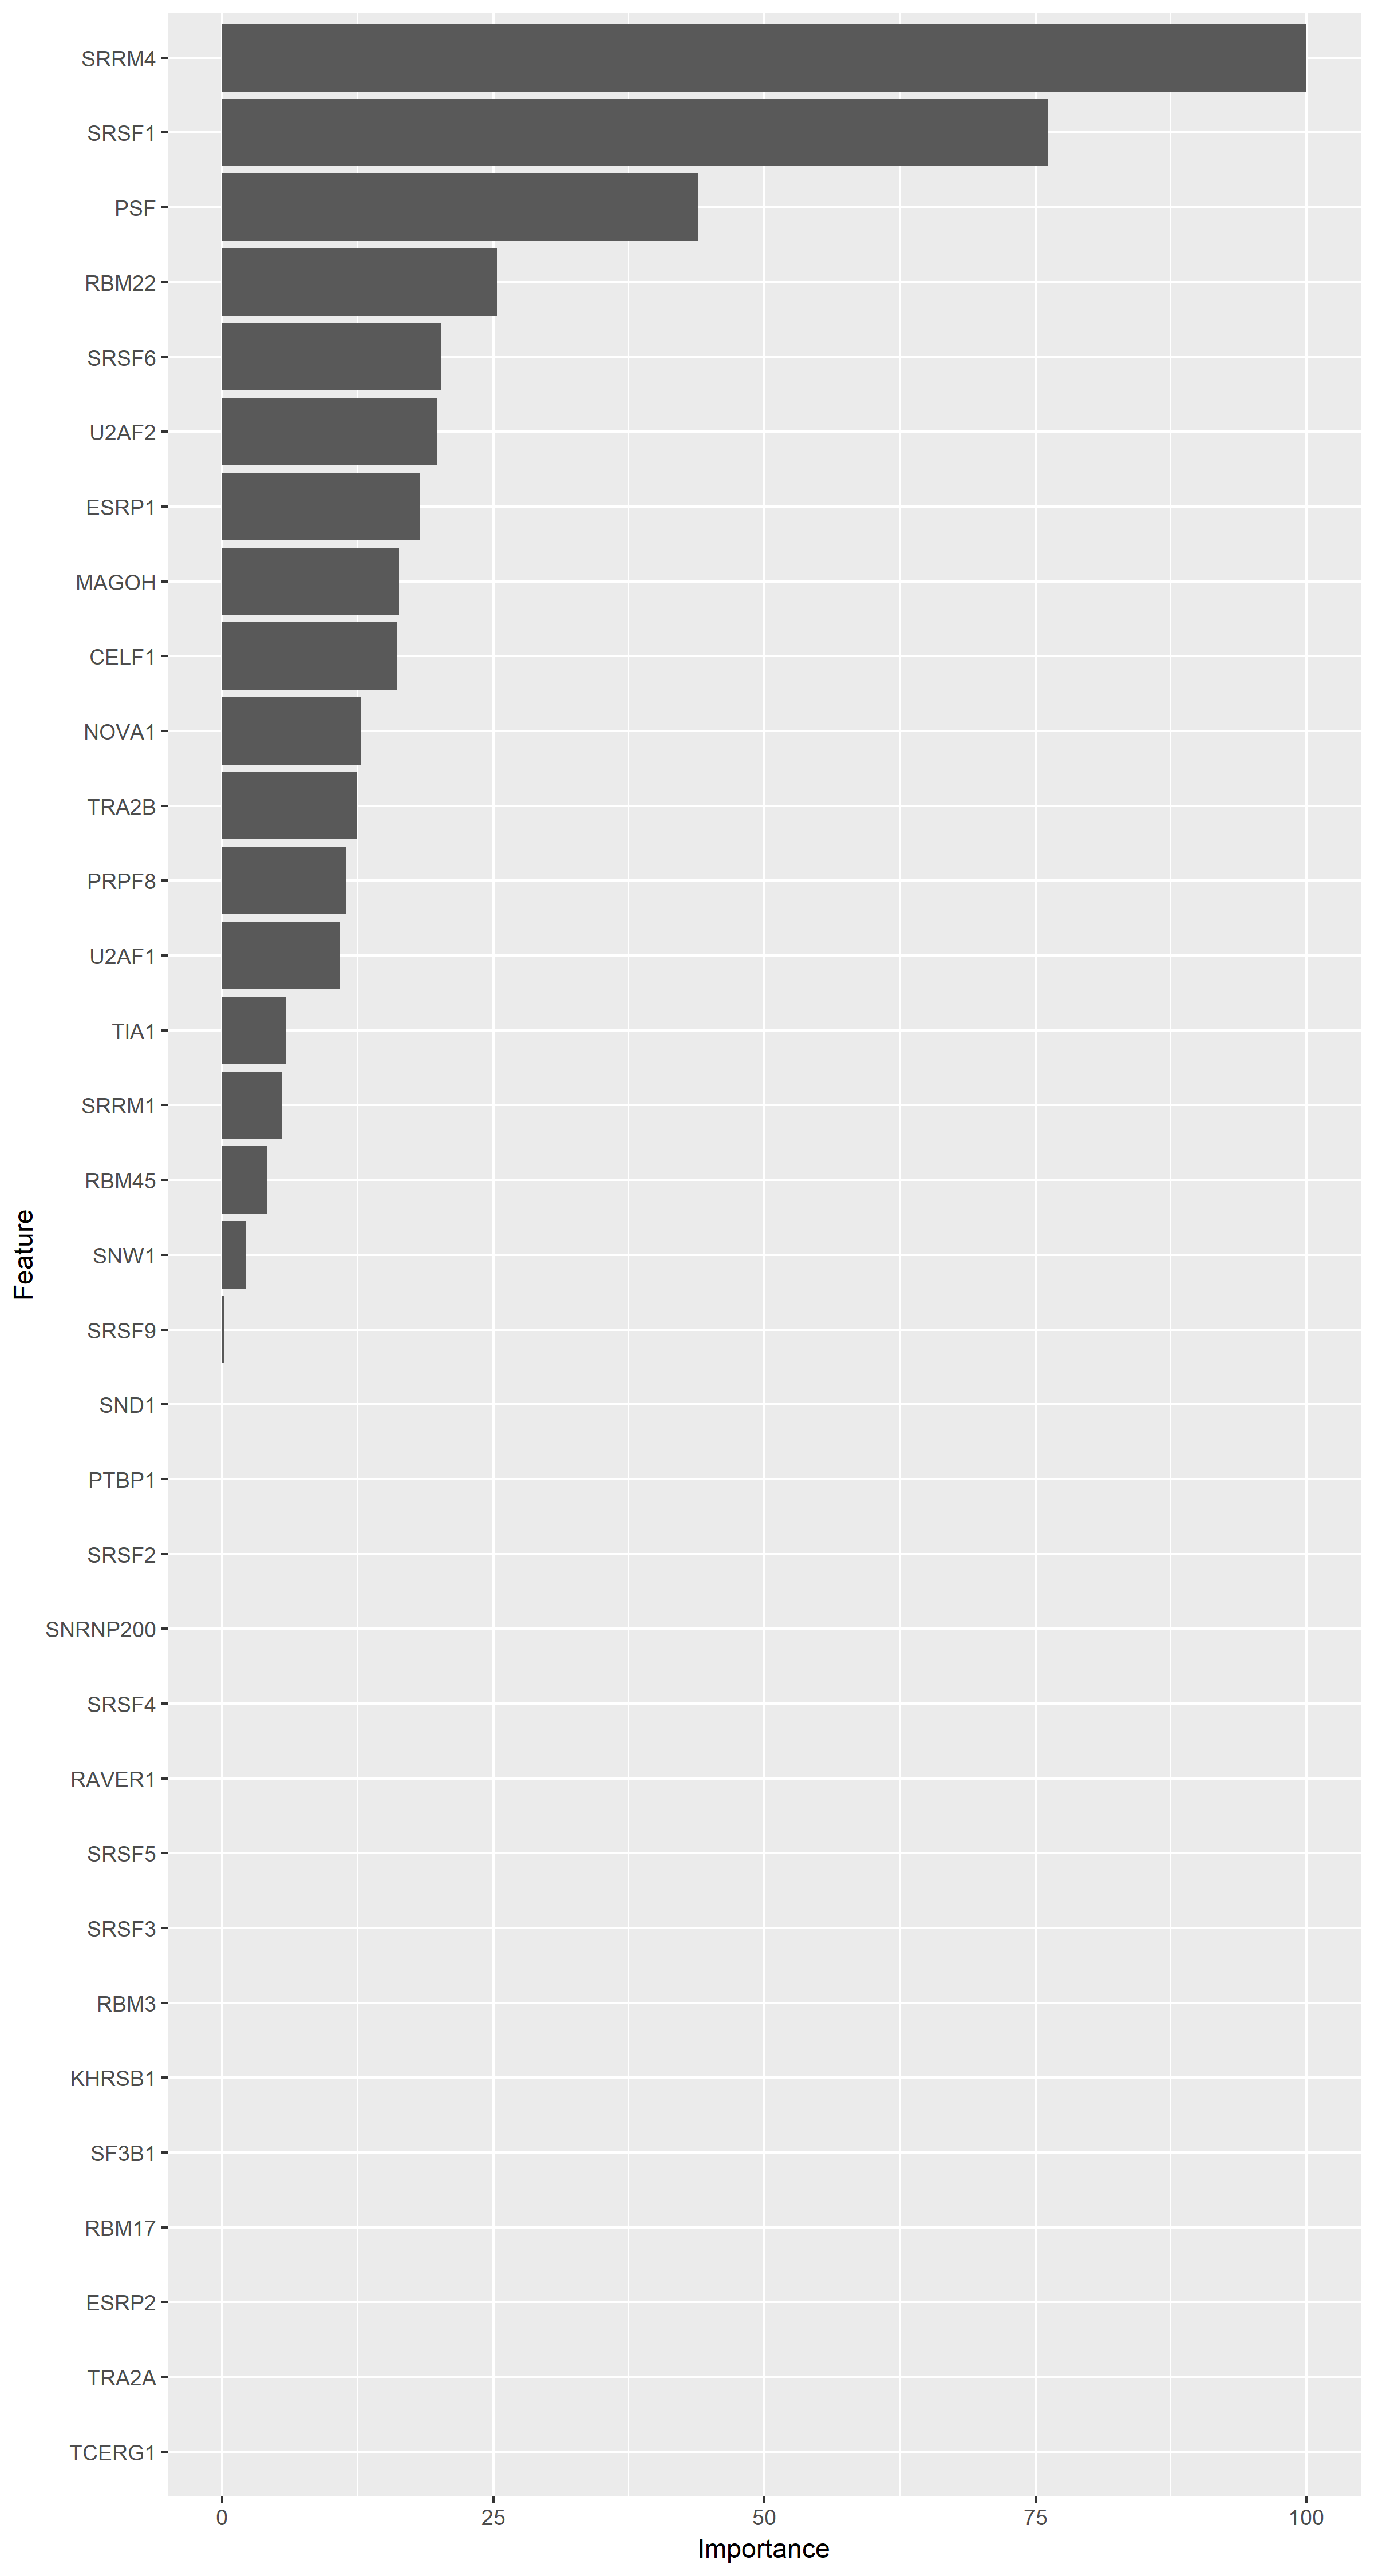 SRRM4
SRSF1
PSF
RBM22
SRSF6
U2AF2
ESRP1
MAGOH
CELF1
NOVA1
TRA2B
PRPF8
U2AF1
TIA1
SRRM1
RBM45
SNW1
SRSF9
SND1
PTBP1
SRSF2
SNRNP200
SRSF4
RAVER1
SRSF5
SRSF3
RBM3
KHRSB1
SF3B1
RBM17
ESRP2
TRA2A
TCERG1
Feature
0 25 50 75 100
Importance